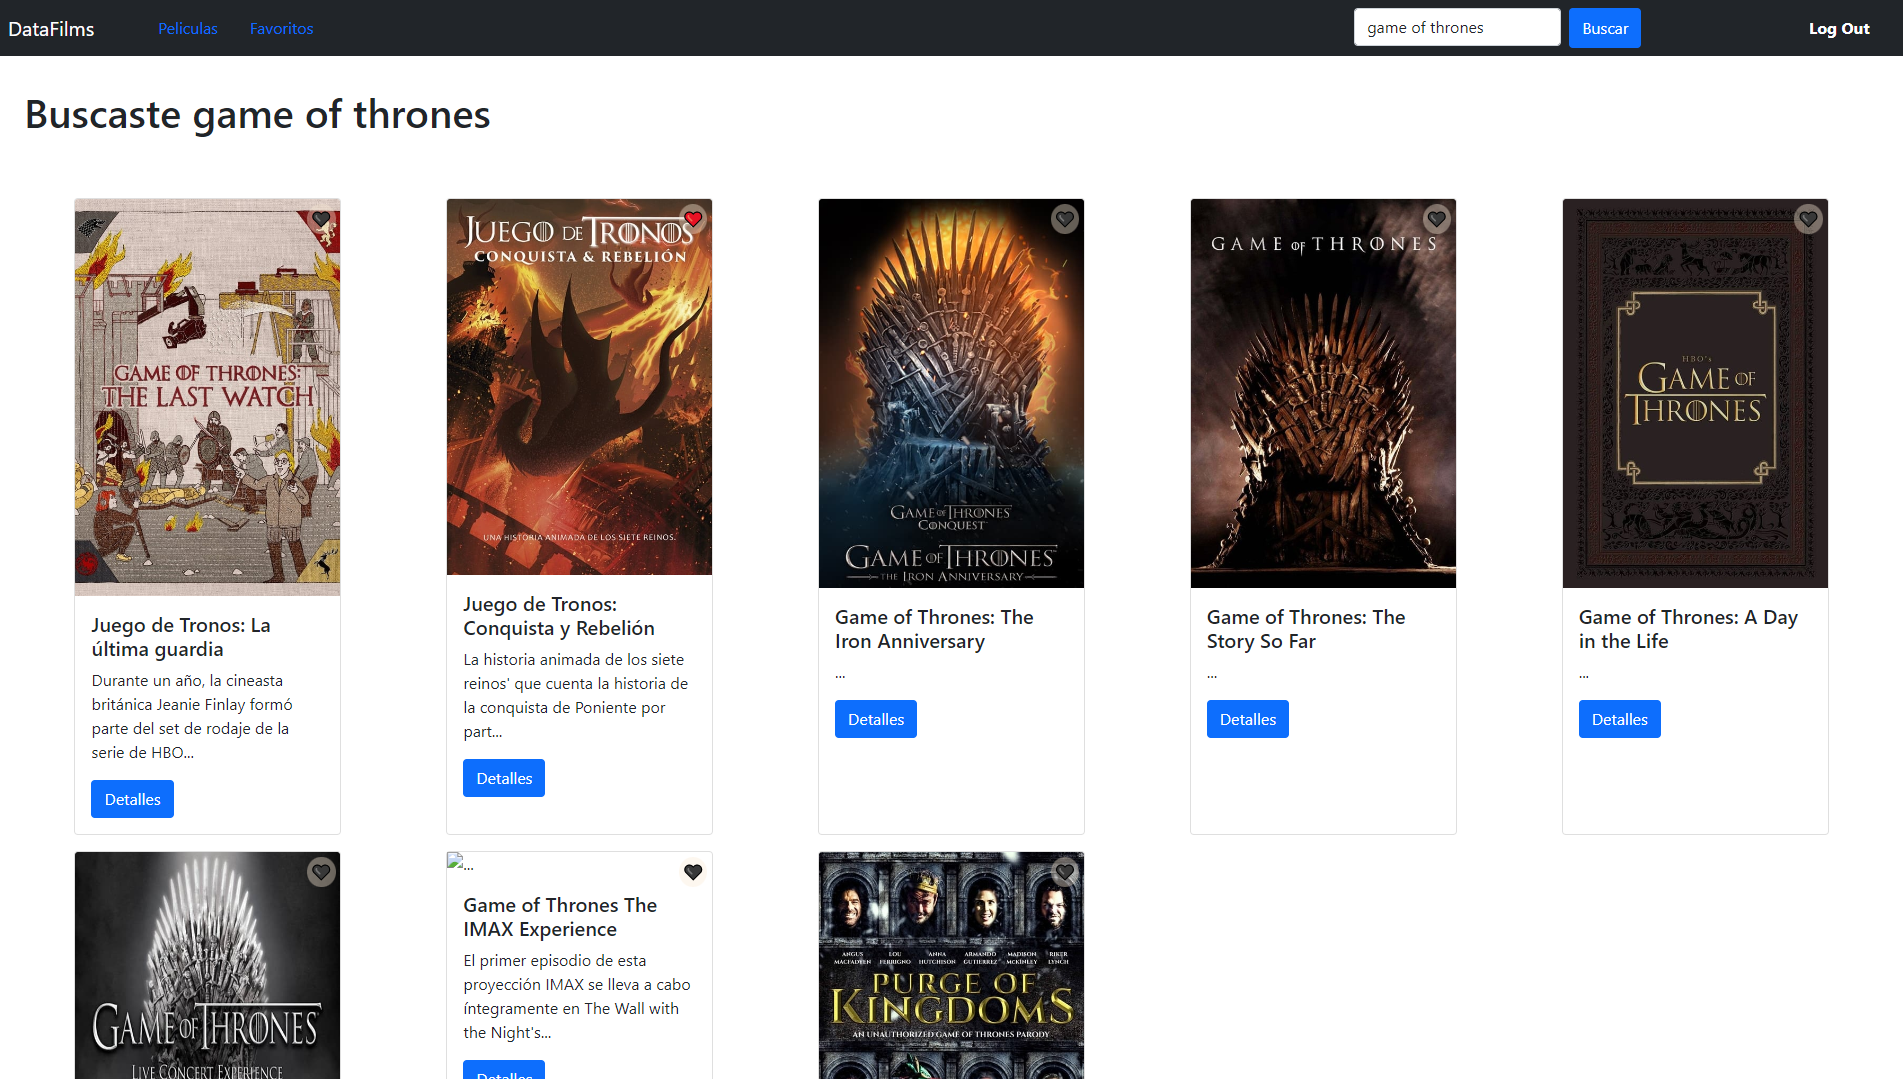 DataFilms
Peliculas
Favoritos
game of thrones
Buscar
Log Out
Buscaste game of thrones
GAME OF THRONES:
THE LAST WATCH
Juego de Tronos: La
última guardia
Durante un año, la cineasta
británica Jeanie Finlay formó
parte del set de rodaje de la
serie de HBO...
Detalles
JUEGO DE TRONOS
CONQUISTA & REBELIÓN
UNA HISTORIA ANIMADA DE LOS SIETE REINOS.
Juego de Tronos:
Conquista y Rebelión
La historia animada de los siete
reinos' que cuenta la historia de
la conquista de Poniente por
part...
Detalles
GAME OF THRONES
CONQUEST
GAME OF THRONES
THE IRON ANNIVERSARY
Game of Thrones: The
Iron Anniversary
...
Detalles
GAME of THRONES
Game of Thrones: The
Story So Far
...
Detalles
HBO's
GAME OF
THRONES
Game of Thrones: A Day
in the Life
...
Detalles
GAME OF THRONES
LIVE CONCERT EXPERIENCE
...
Game of Thrones The
IMAX Experience
El primer episodio de esta
proyección IMAX se lleva a cabo
íntegramente en The Wall with
the Night's...
Detalles
ANGUS MACFADYEN
LOU FERRIGNO
ANNA HUTCHISON
ARMANDO GUTIERREZ
MADISON MCKINLEY
RIKER LYNCH
PURGE OF
KINGDOMS
AN UNAUTHORIZED GAME OF THRONES PARODY